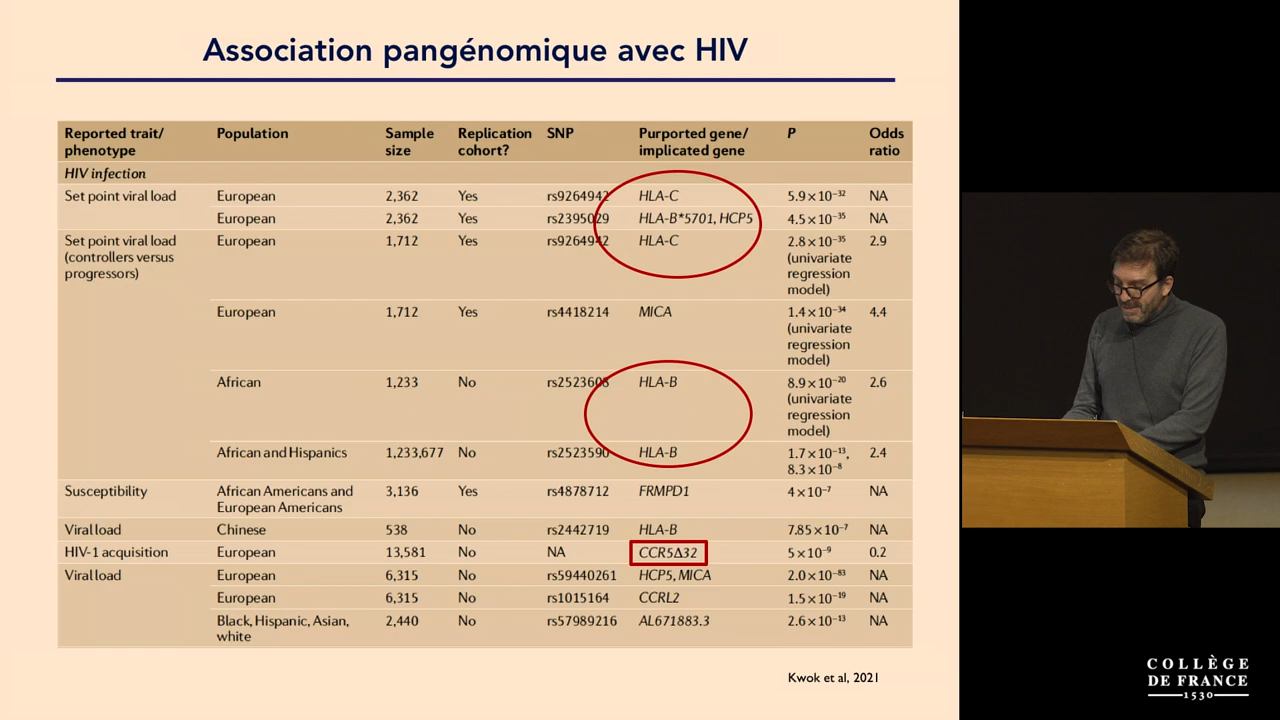 Association pangénomique avec HIV
Reported trait/ phenotype Population Sample size Replication cohort? SNP Purported gene/ implicated gene P Odds ratio
HIV infection
Set point viral load European 2,362 Yes rs9264942 HLA-C 5.9×10⁻³² NA
European 2,362 Yes rs2395029 HLA-B*5701, HCP5 4.5×10⁻³⁵ NA
Set point viral load (controllers versus progressors) European 1,712 Yes rs9264942 HLA-C 2.8×10⁻³⁵ (univariate regression model) 2.9
European 1,712 Yes rs4418214 MICA 1.4×10⁻³⁴ (univariate regression model) 4.4
African 1,233 No rs2523608 HLA-B 8.9×10⁻²⁰ (univariate regression model) 2.6
African and Hispanics 1,233,677 No rs2523590 HLA-B 1.7×10⁻¹³, 8.3×10⁻⁸ 2.4
Susceptibility African Americans and European Americans 3,136 Yes rs4878712 FRMPD1 4×10⁻⁷ NA
Viral load Chinese 538 No rs2442719 HLA-B 7.85×10⁻⁷ NA
HIV-1 acquisition European 13,581 No NA CCR5Δ32 5×10⁻⁹ 0.2
Viral load European 6,315 No rs59440261 HCP5, MICA 2.0×10⁻⁸³ NA
European 6,315 No rs1015164 CCRL2 1.5×10⁻¹⁹ NA
Black, Hispanic, Asian, white 2,440 No rs57989216 AL671883.3 2.6×10⁻¹³ NA
Kwok et al, 2021
COLLÈGE
DE FRANCE
1530